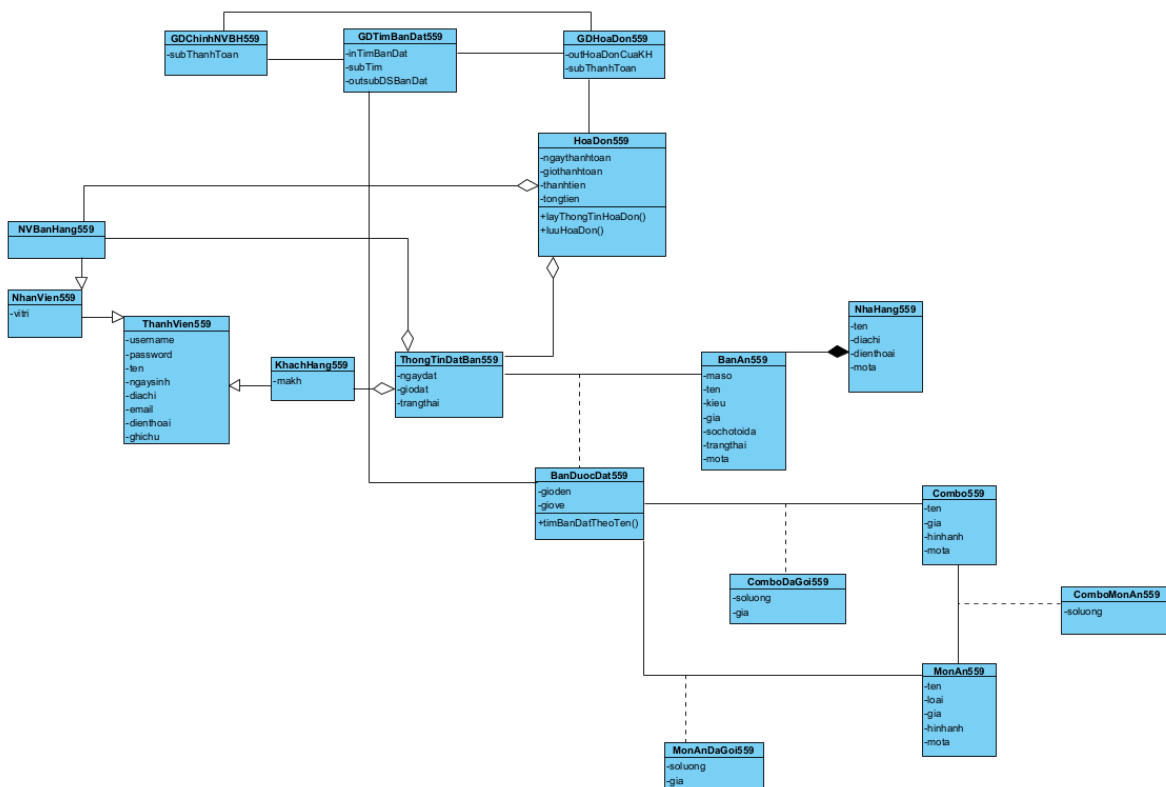 GDChinhNVBH559
-subThanhToan
GDTimBanDat559
-inTimBanDat
-subTim
-outsubDSBanDat
GDHoaDon559
-outHoaDonCuaKH
-subThanhToan
HoaDon559
-ngaythanhtoan
-giothanhtoan
-thanhtien
-tongtien
+layThongTinHoaDon()
+luuHoaDon()
NVBanHang559
NhanVien559
-vitri
ThanhVien559
-username
-password
-ten
-ngaysinh
-diachi
-email
-dienthoai
-ghichu
KhachHang559
-makh
ThongTinDatBan559
-ngaydat
-giodat
-trangthai
BanAn559
-maso
-ten
-kieu
-gia
-sochotoida
-trangthai
-mota
NhaHang559
-ten
-diachi
-dienthoai
-mota
BanDuocDat559
-gioden
-giove
+timBanDatTheoTen()
Combo559
-ten
-gia
-hinhanh
-mota
ComboDaGoi559
-soluong
-gia
ComboMonAn559
-soluong
MonAn559
-ten
-loai
-gia
-hinhanh
-mota
MonAnDaGoi559
-soluong
-gia